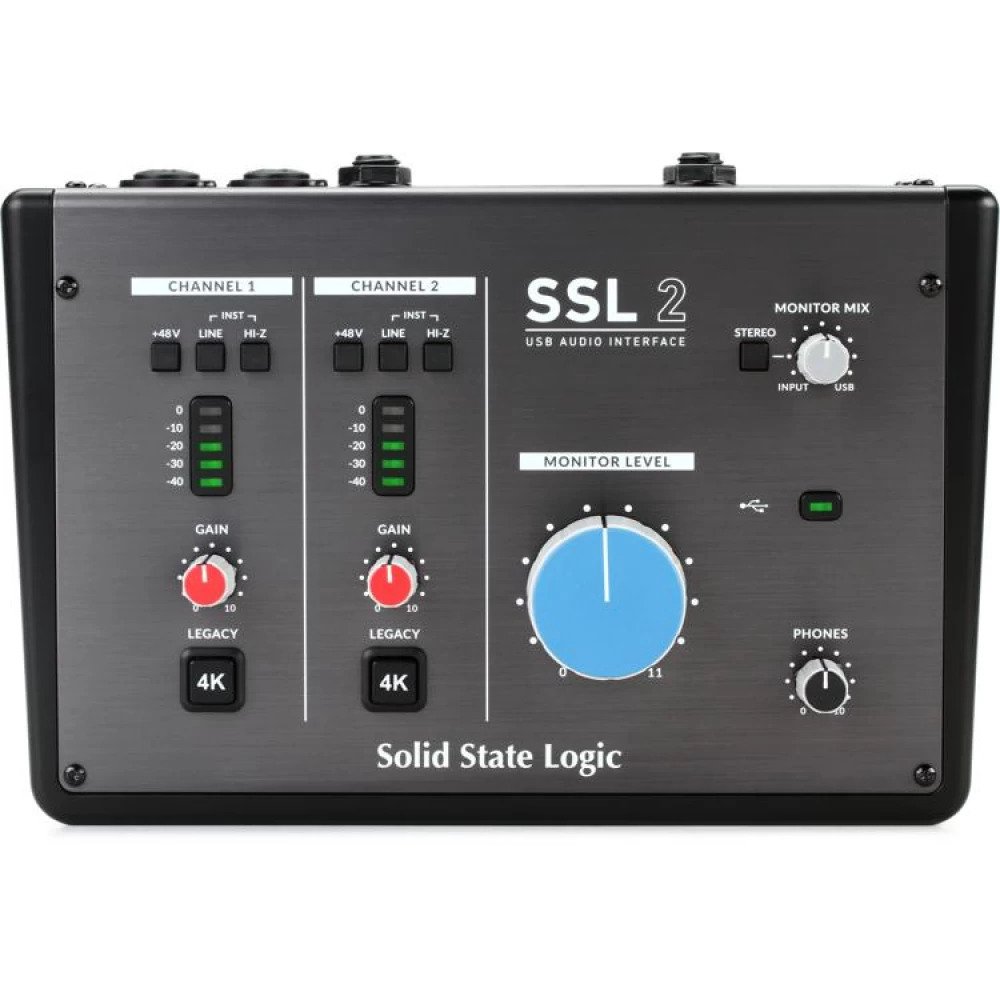 CHANNEL 1
INST
+48V LINE HI-Z
0
-10
-20
-30
-40
GAIN
0 10
LEGACY
4K
CHANNEL 2
INST
+48V LINE HI-Z
0
-10
-20
-30
-40
GAIN
0 10
LEGACY
4K
SSL 2
USB AUDIO INTERFACE
MONITOR MIX
STEREO
INPUT USB
MONITOR LEVEL
0 11
PHONES
0 10
Solid State Logic